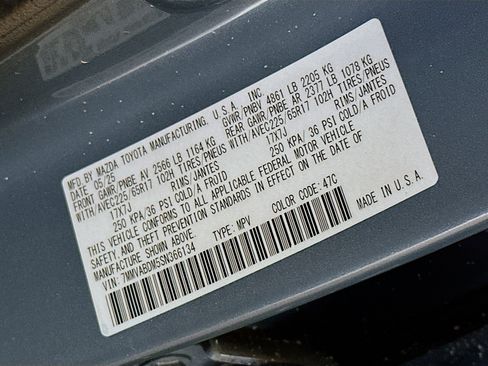 MFD BY MAZDA TOYOTA MANUFACTURING, U.S.A., INC.
05/25 GVWR/PNBV 4861 LB 2205 KG
FRONT GAWR/PNBE AV 2566 LB 1164 KG REAR GAWR/PNBE AR 2377 LB 1078 KG
WITH/AVEC225/65R17 102H TIRES/PNEUS WITH/AVEC225/65R17 102H TIRES/PNEUS
17X7J RIMS/JANTES 17X7J RIMS/JANTES
250 KPA/36 PSI COLD/A FROID 250 KPA/36 PSI COLD/A FROID
THIS VEHICLE CONFORMS TO ALL APPLICABLE FEDERAL MOTOR VEHICLE
SAFETY, AND THEFT PREVENTION STANDARDS IN EFFECT ON THE DATE OF
MANUFACTURE SHOWN ABOVE.
VIN: 7MMVABDM5SN366134 TYPE: MPV COLOR CODE: 47C MADE IN U.S.A.